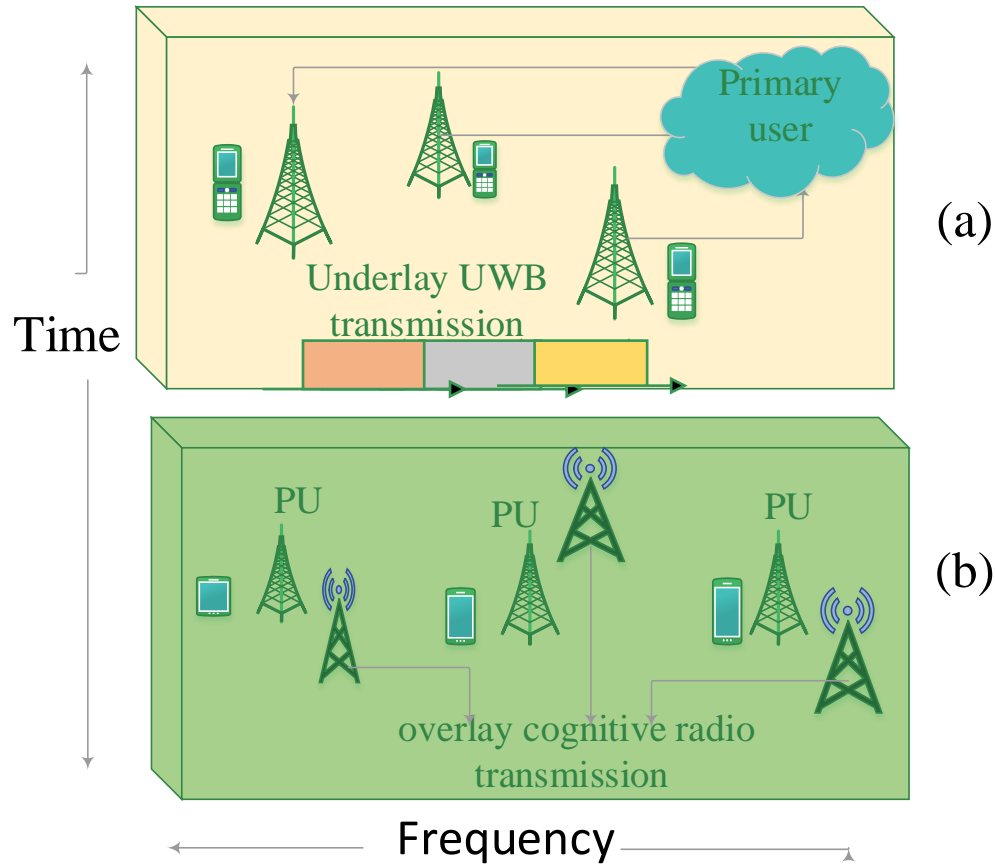 Primary
user
(a)
Underlay UWB
transmission
Time
PU
PU
PU
(b)
overlay cognitive radio
transmission
Frequency